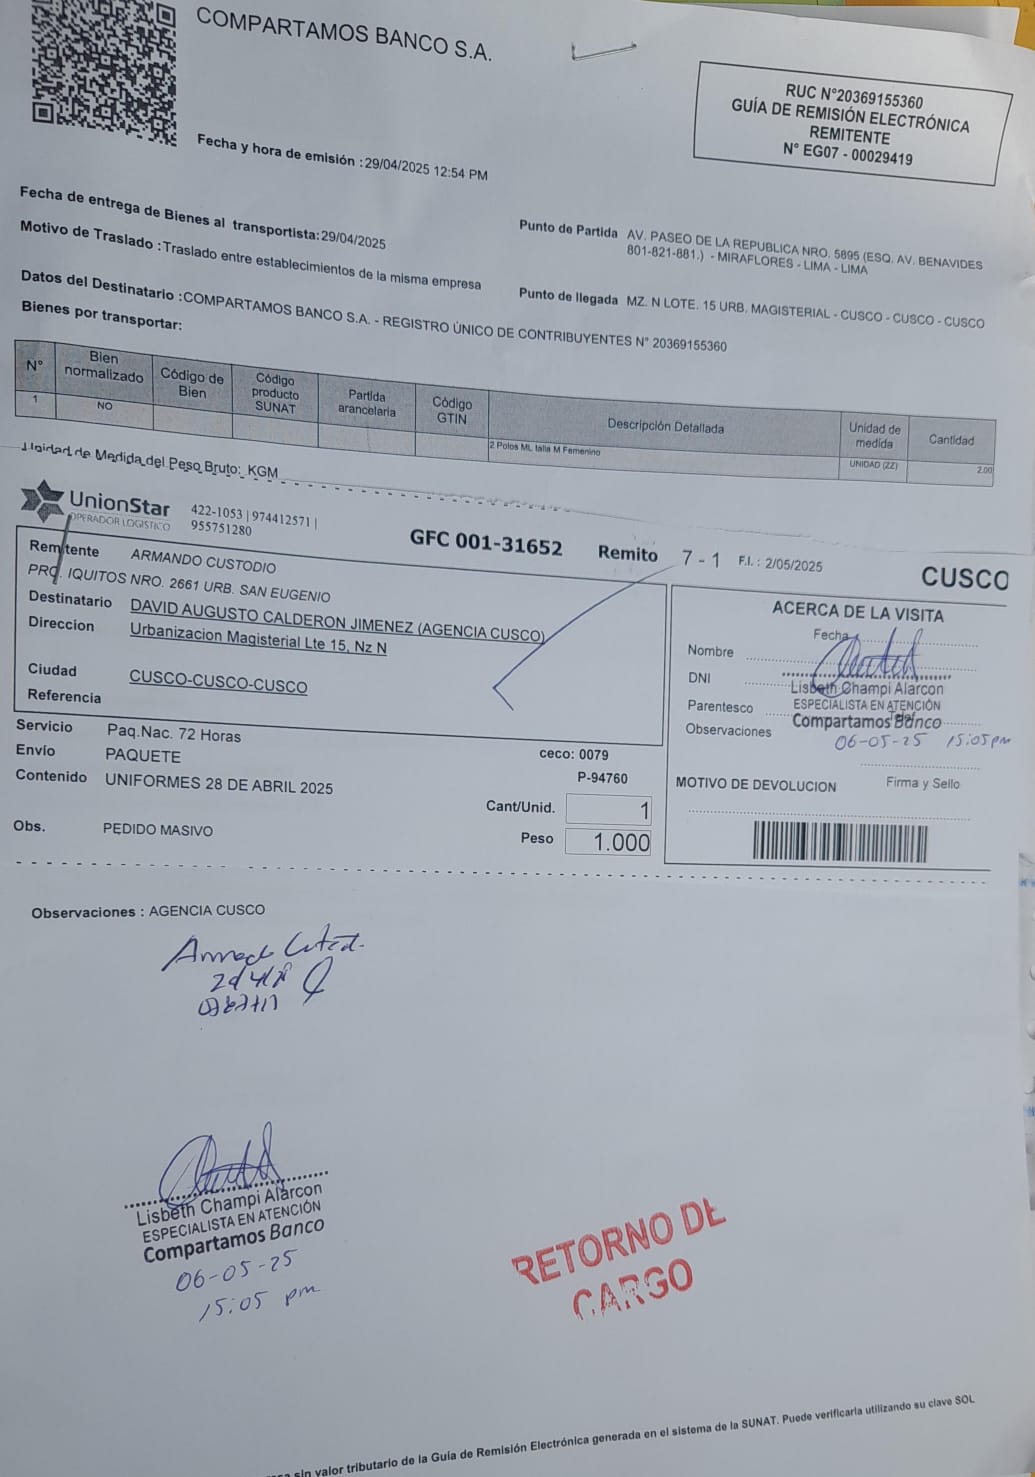 COMPARTAMOS BANCO S.A.
RUC N°20369155360
GUÍA DE REMISIÓN ELECTRÓNICA
REMITENTE
N° EG07 - 00029419
Fecha y hora de emisión :29/04/2025 12:54 PM
Fecha de entrega de Bienes al transportista:29/04/2025
Motivo de Traslado :Traslado entre establecimientos de la misma empresa
Punto de Partida AV. PASEO DE LA REPUBLICA NRO. 5895 (ESQ. AV. BENAVIDES
801-821-881.) - MIRAFLORES - LIMA - LIMA
Punto de llegada MZ. N LOTE. 15 URB. MAGISTERIAL - CUSCO - CUSCO - CUSCO
Datos del Destinatario :COMPARTAMOS BANCO S.A. - REGISTRO ÚNICO DE CONTRIBUYENTES N° 20369155360
Bienes por transportar:
N° Bien normalizado Código de Bien Código producto SUNAT Partida arancelaria Código GTIN Descripción Detallada Unidad de medida Cantidad
1 NO 2 Polos ML talla M Femenino UNIDAD (ZZ) 2.00
Unidad de Medida del Peso Bruto: KGM
UnionStar
OPERADOR LOGISTICO
422-1053 | 974412571 |
955751280
GFC 001-31652 Remito 7 - 1 F.I. : 2/05/2025 CUSCO
Remitente ARMANDO CUSTODIO
PRO. IQUITOS NRO. 2661 URB. SAN EUGENIO
Destinatario DAVID AUGUSTO CALDERON JIMENEZ (AGENCIA CUSCO)
Direccion Urbanizacion Magisterial Lte 15, Nz N
Ciudad CUSCO-CUSCO-CUSCO
Referencia
ACERCA DE LA VISITA
Fecha
Nombre
DNI
Lisbeth Champi Alarcon
Parentesco ESPECIALISTA EN ATENCIÓN
Telef
Observaciones Compartamos Banco
06-05-25 15:05 pm
Firma y Sello
MOTIVO DE DEVOLUCION
Servicio Paq.Nac. 72 Horas
Envío PAQUETE
Contenido UNIFORMES 28 DE ABRIL 2025
ceco: 0079
P-94760
Cant/Unid. 1
Peso 1.000
Obs. PEDIDO MASIVO
Observaciones : AGENCIA CUSCO
Lisbeth Champi Alarcon
ESPECIALISTA EN ATENCIÓN
Compartamos Banco
06-05-25
15:05 pm
RETORNO DE
CARGO
sin valor tributario de la Guía de Remisión Electrónica generada en el sistema de la SUNAT. Puede verificarla utilizando su clave SOL